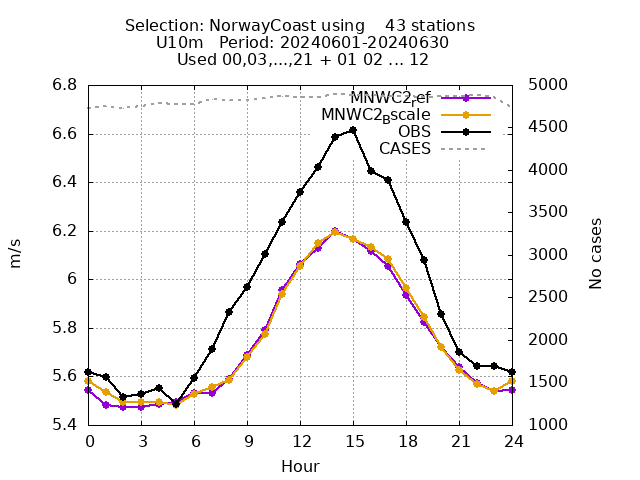 Selection: NorwayCoast using 43 stations
U10m Period: 20240601-20240630
Used 00,03,...,21 + 01 02 ... 12
6.8
6.6
6.4
6.2
6
5.8
5.6
5.4
m/s
5000
4500
4000
3500
3000
2500
2000
1500
1000
No cases
MNWC2ref
MNWC2Bscale
OBS
CASES
0 3 6 9 12 15 18 21 24
Hour